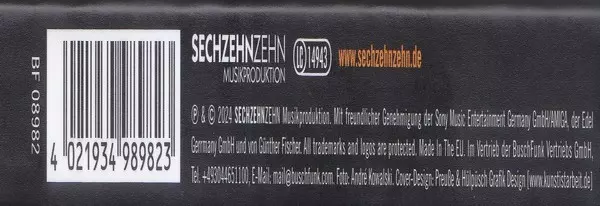 BF 08982
4 021934 989823
SECHZEHNZEHN
MUSIKPRODUKTION
LC 14943
www.sechzehnzehn.de
℗ & © 2024 SECHZEHNZEHN Musikproduktion. Mit freundlicher Genehmigung der Sony Music Entertainment Germany GmbH/AMIGA, der Edel
Germany GmbH und von Günther Fischer. All trademarks and logos are protected. Made in The EU. Im Vertrieb der BuschFunk Vertriebs GmbH,
Tel. +493044651100, E-Mail: mail@buschfunk.com. Foto: André Kowalski. Cover-Design: Preuße & Hülpüsch Grafik Design [www.kunstistarbeit.de]